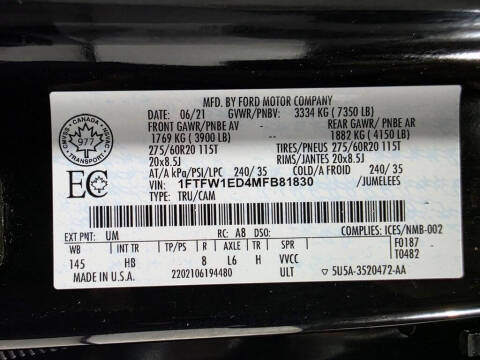 MFD. BY FORD MOTOR COMPANY
DATE: 06/21 GVWR/PNBV: 3334 KG ( 7350 LB)
FRONT GAWR/PNBE AV REAR GAWR/ PNBE AR
1769 KG ( 3900 LB) 1882 KG ( 4150 LB)
275/60R20 115T TIRES/PNEUS 275/60R20 115T
20x8.5J RIMS/JANTES 20x8.5J
AT/A kPa/PSI/LPC 240/ 35 240/ 35
VIN: 1FTFW1ED4MFB81830 /JUMELEES
TYPE: TRU/CAM
CANADA
977
TRANSPORT
EC
EXT PNT: UM RC: A8 DSO: COMPLIES: ICES/NMB-002
WB INT TR TP/PS R AXLE TR SPR F0187
145 HB 8 L6 H VVCC T0482
MADE IN U.S.A. 2202106194480 ULT 5U5A-3520472-AA